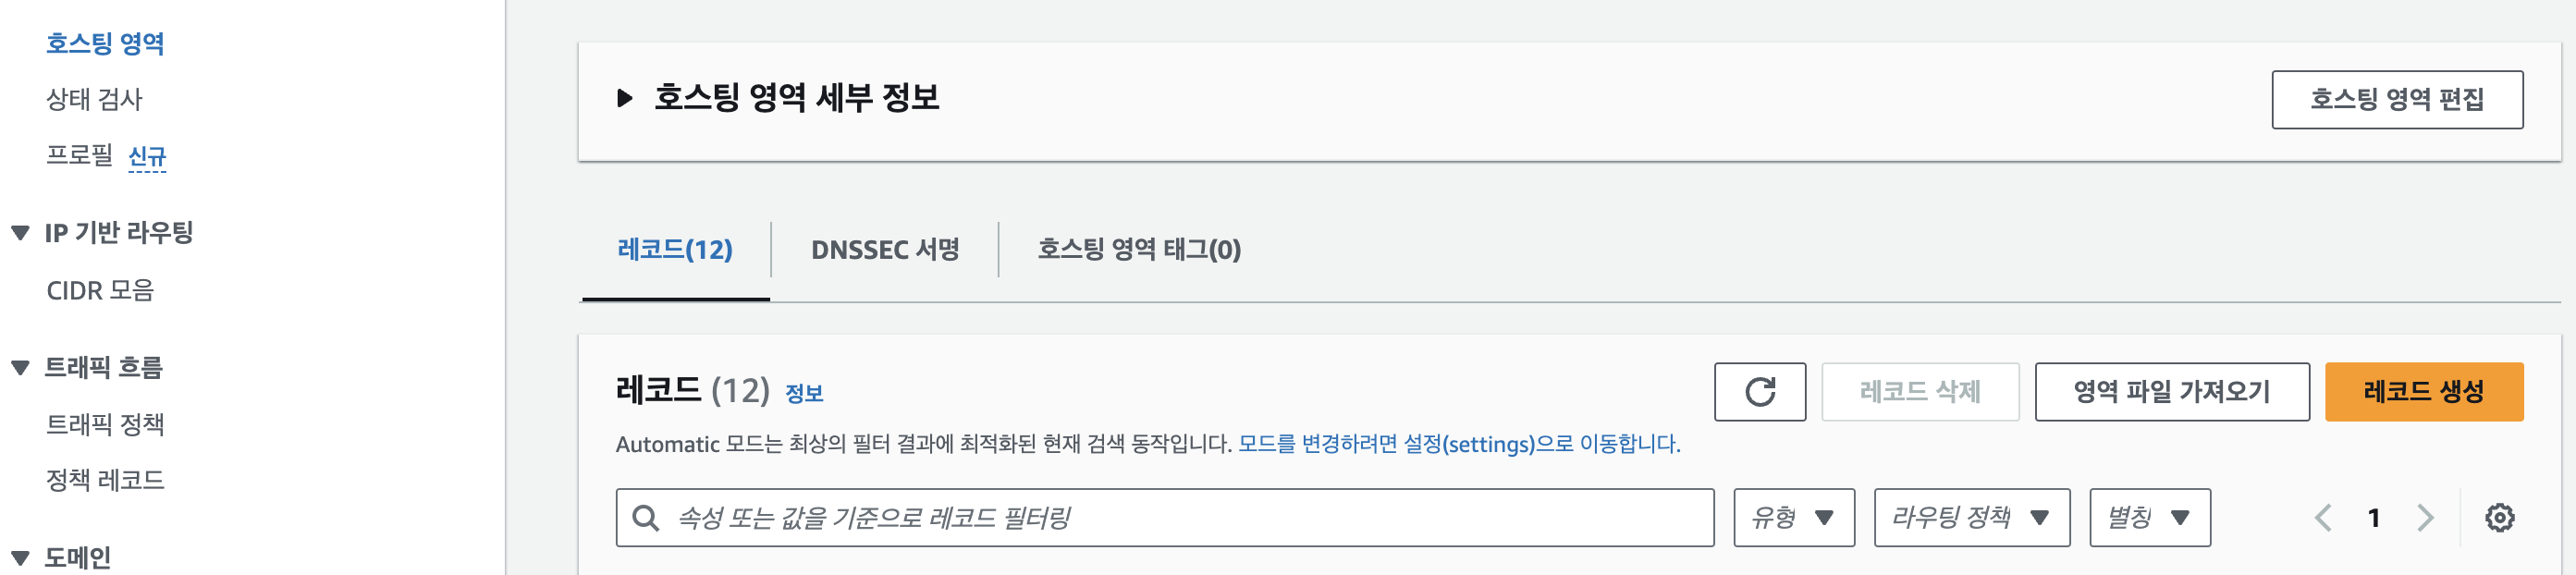 호스팅 영역
상태 검사
프로필 신규
IP 기반 라우팅
CIDR 모음
트래픽 흐름
트래픽 정책
정책 레코드
도메인
호스팅 영역 세부 정보
호스팅 영역 편집
레코드(12)
DNSSEC 서명
호스팅 영역 태그(0)
레코드 (12) 정보
레코드 삭제
영역 파일 가져오기
레코드 생성
Automatic 모드는 최상의 필터 결과에 최적화된 현재 검색 동작입니다. 모드를 변경하려면 설정(settings)으로 이동합니다.
속성 또는 값을 기준으로 레코드 필터링
유형
라우팅 정책
별칭
1